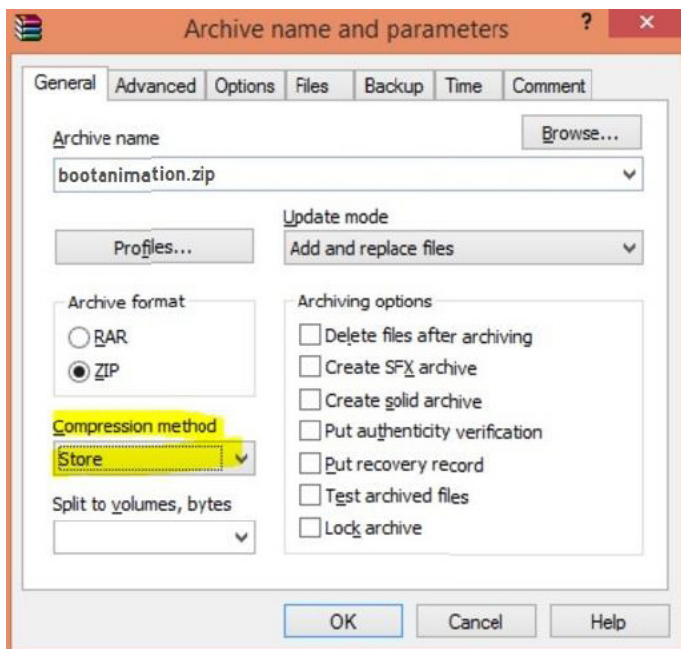 Archive name and parameters ?
General Advanced Options Files Backup Time Comment
Archive name
Browse...
bootanimation.zip
Update mode
Profiles...
Add and replace files
Archive format
RAR
ZIP
Compression method
Store
Split to volumes, bytes
Archiving options
Delete files after archiving
Create SFX archive
Create solid archive
Put authenticity verification
Put recovery record
Test archived files
Lock archive
OK Cancel Help